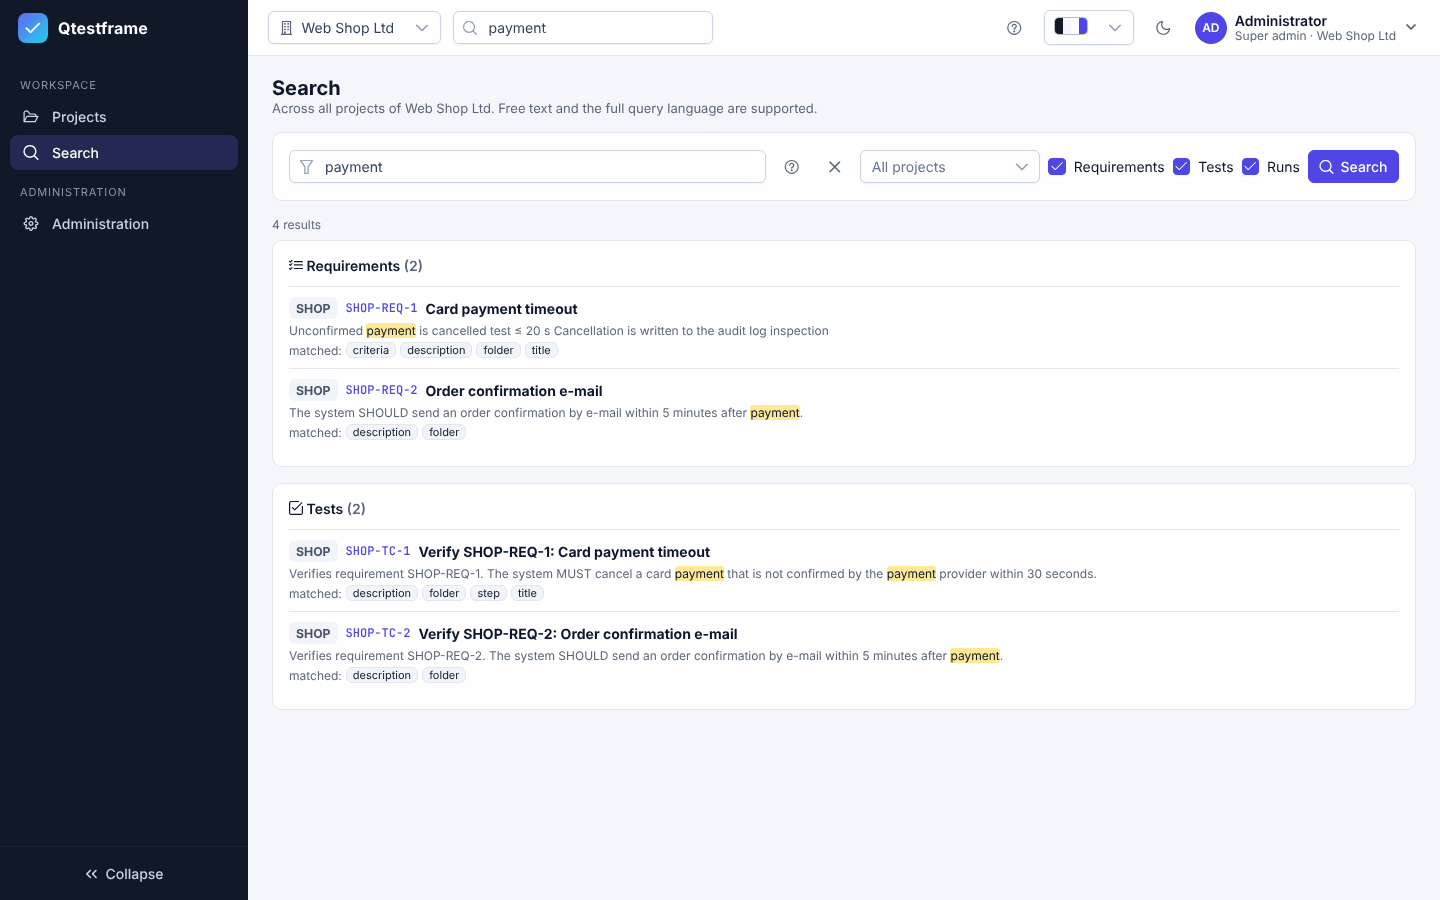 Qtestframe
Web Shop Ltd
payment
AD
Administrator
Super admin · Web Shop Ltd
WORKSPACE
Projects
Search
ADMINISTRATION
Administration
Collapse
Search
Across all projects of Web Shop Ltd. Free text and the full query language are supported.
payment
All projects
Requirements
Tests
Runs
Search
4 results
Requirements (2)
SHOP SHOP-REQ-1 Card payment timeout
Unconfirmed payment is cancelled test ≤ 20 s Cancellation is written to the audit log inspection
matched: criteria description folder title
SHOP SHOP-REQ-2 Order confirmation e-mail
The system SHOULD send an order confirmation by e-mail within 5 minutes after payment.
matched: description folder
Tests (2)
SHOP SHOP-TC-1 Verify SHOP-REQ-1: Card payment timeout
Verifies requirement SHOP-REQ-1. The system MUST cancel a card payment that is not confirmed by the payment provider within 30 seconds.
matched: description folder step title
SHOP SHOP-TC-2 Verify SHOP-REQ-2: Order confirmation e-mail
Verifies requirement SHOP-REQ-2. The system SHOULD send an order confirmation by e-mail within 5 minutes after payment.
matched: description folder